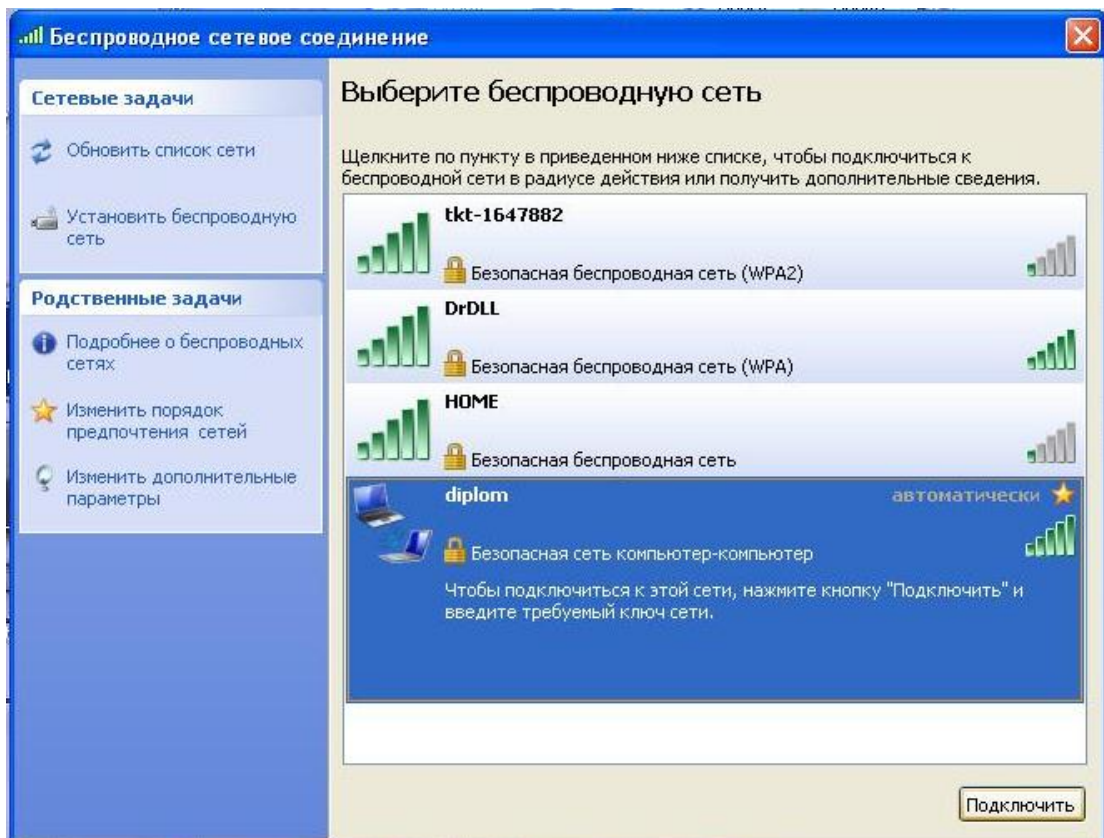 Беспроводное сетевое соединение
Сетевые задачи
Обновить список сети
Установить беспроводную
сеть
Родственные задачи
Подробнее о беспроводных
сетях
Изменить порядок
предпочтения сетей
Изменить дополнительные
параметры
Выберите беспроводную сеть
Щелкните по пункту в приведенном ниже списке, чтобы подключиться к
беспроводной сети в радиусе действия или получить дополнительные сведения.
tkt-1647882
Безопасная беспроводная сеть (WPA2)
DrDLL
Безопасная беспроводная сеть (WPA)
HOME
Безопасная беспроводная сеть
diplom
автоматически
Безопасная сеть компьютер-компьютер
Чтобы подключиться к этой сети, нажмите кнопку "Подключить" и
введите требуемый ключ сети.
Подключить